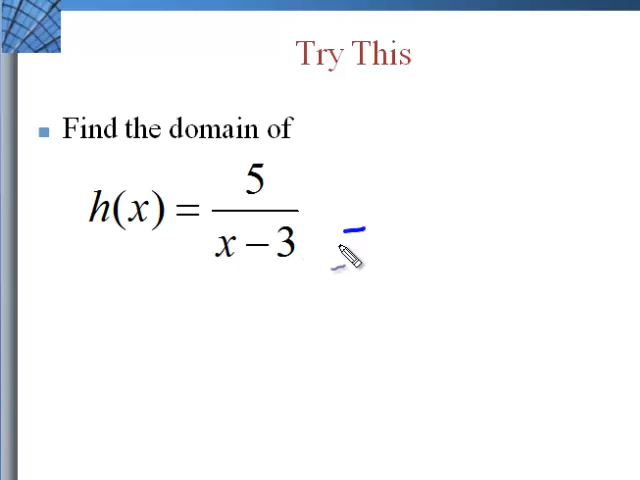 Try This
Find the domain of
h(x) = 5 / (x − 3)